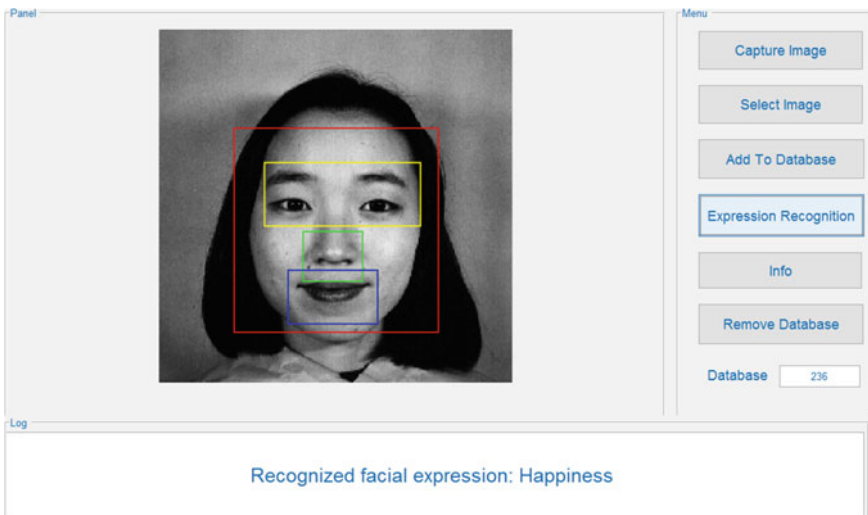 Panel
Menu
Capture Image
Select Image
Add To Database
Expression Recognition
Info
Remove Database
Database 236
Log
Recognized facial expression: Happiness